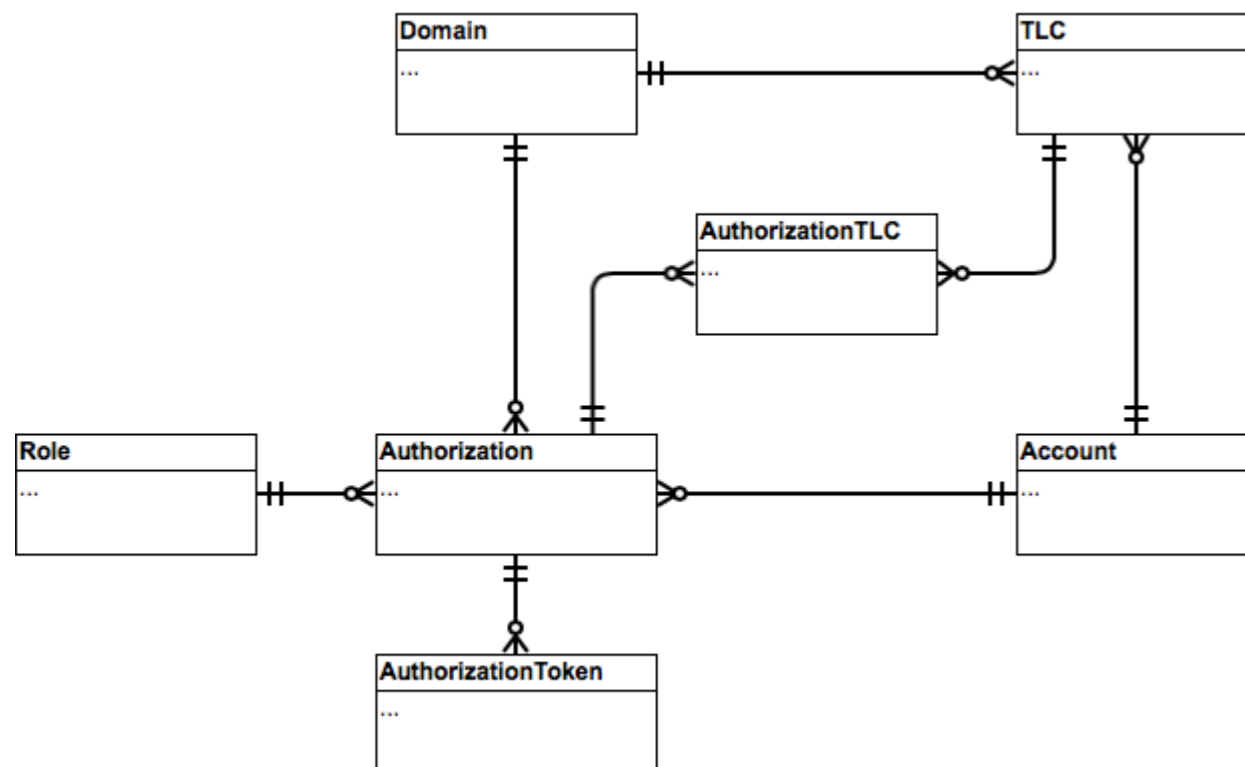 Domain
...
TLC
...
AuthorizationTLC
...
Role
...
Authorization
...
Account
...
AuthorizationToken
...